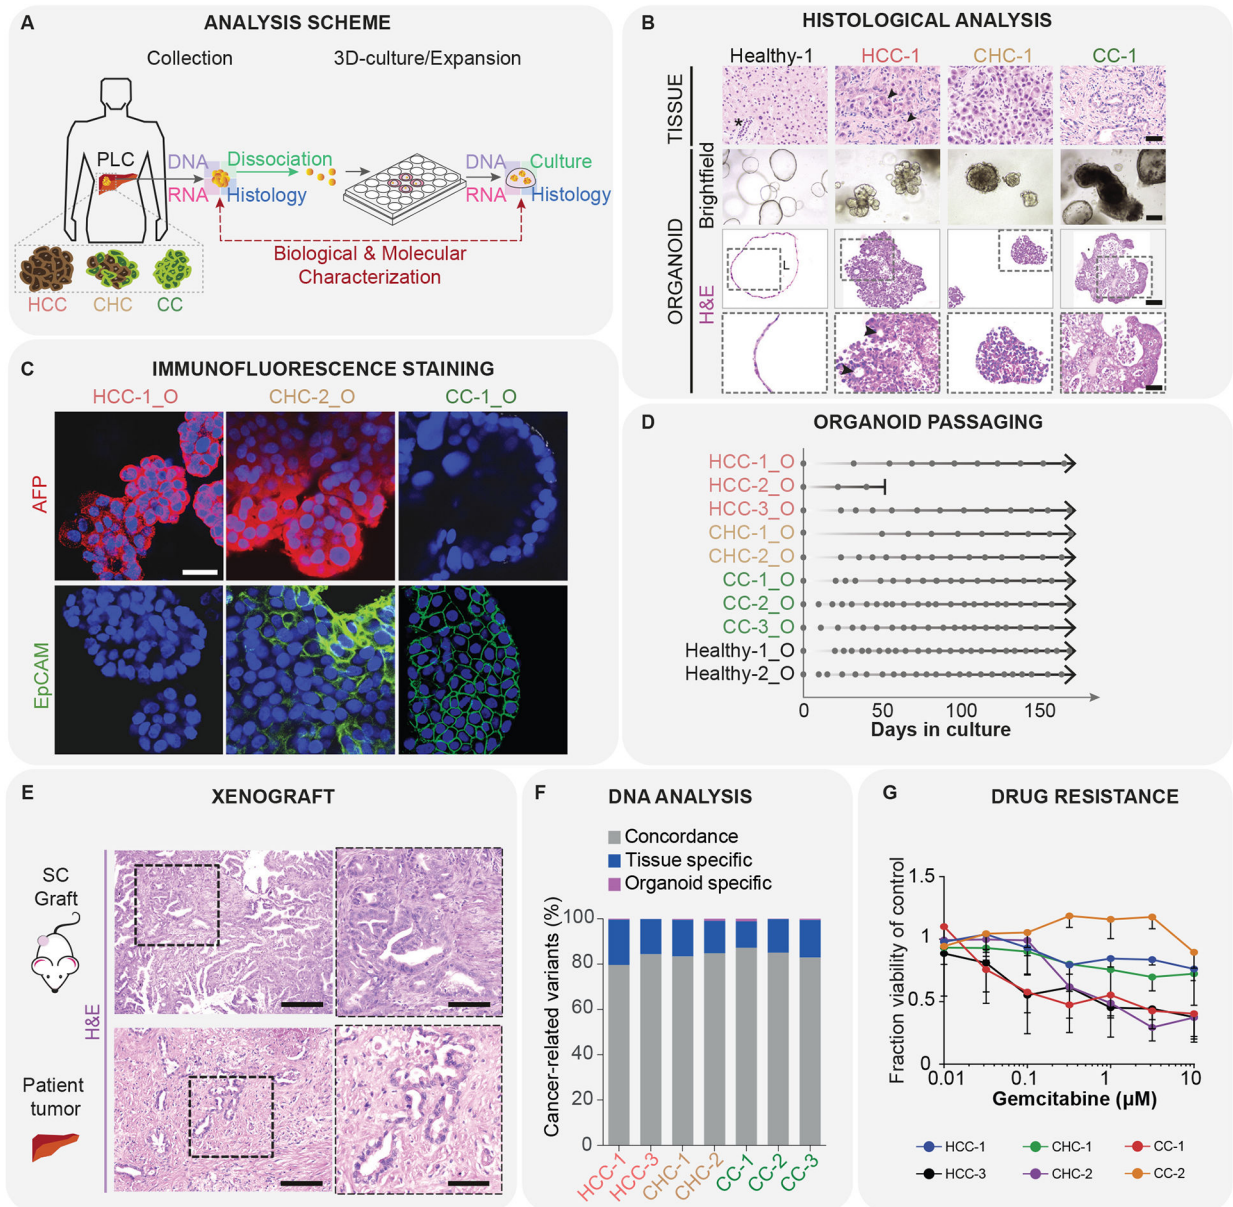 A
ANALYSIS SCHEME
Collection
3D-culture/Expansion
PLC
DNA
Dissociation
DNA
Culture
RNA
Histology
RNA
Histology
Biological & Molecular
Characterization
HCC
CHC
CC
B
HISTOLOGICAL ANALYSIS
Healthy-1
HCC-1
CHC-1
CC-1
TISSUE
*
ORGANOID
Brightfield
H&E
L
C
IMMUNOFLUORESCENCE STAINING
HCC-1_O
CHC-2_O
CC-1_O
AFP
EpCAM
D
ORGANOID PASSAGING
HCC-1_O
HCC-2_O
HCC-3_O
CHC-1_O
CHC-2_O
CC-1_O
CC-2_O
CC-3_O
Healthy-1_O
Healthy-2_O
0
50
100
150
Days in culture
E
XENOGRAFT
SC
Graft
H&E
Patient
tumor
F
DNA ANALYSIS
Concordance
Tissue specific
Organoid specific
Cancer-related variants (%)
100
80
60
40
20
0
HCC-1
HCC-3
CHC-1
CHC-2
CC-1
CC-2
CC-3
G
DRUG RESISTANCE
Fraction viability of control
1.5
1
0.5
0
0.01
0.1
1
10
Gemcitabine (µM)
HCC-1
CHC-1
CC-1
HCC-3
CHC-2
CC-2